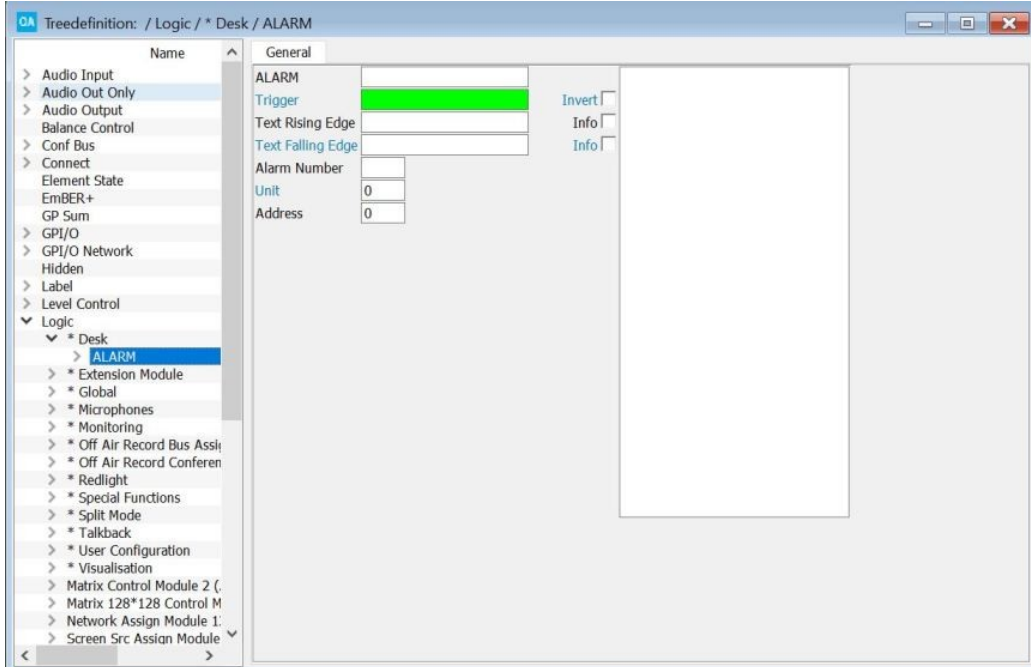 OA Treedefinition: / Logic / * Desk / ALARM
Name
Audio Input
Audio Out Only
Audio Output
Balance Control
Conf Bus
Connect
Element State
EmBER+
GP Sum
GPI/O
GPI/O Network
Hidden
Label
Level Control
Logic
* Desk
ALARM
* Extension Module
* Global
* Microphones
* Monitoring
* Off Air Record Bus Assig
* Off Air Record Conferen
* Redlight
* Special Functions
* Split Mode
* Talkback
* User Configuration
* Visualisation
Matrix Control Module 2 (.
Matrix 128*128 Control M
Network Assign Module 1
Screen Src Assign Module
General
ALARM
Trigger Invert
Text Rising Edge Info
Text Falling Edge Info
Alarm Number
Unit 0
Address 0